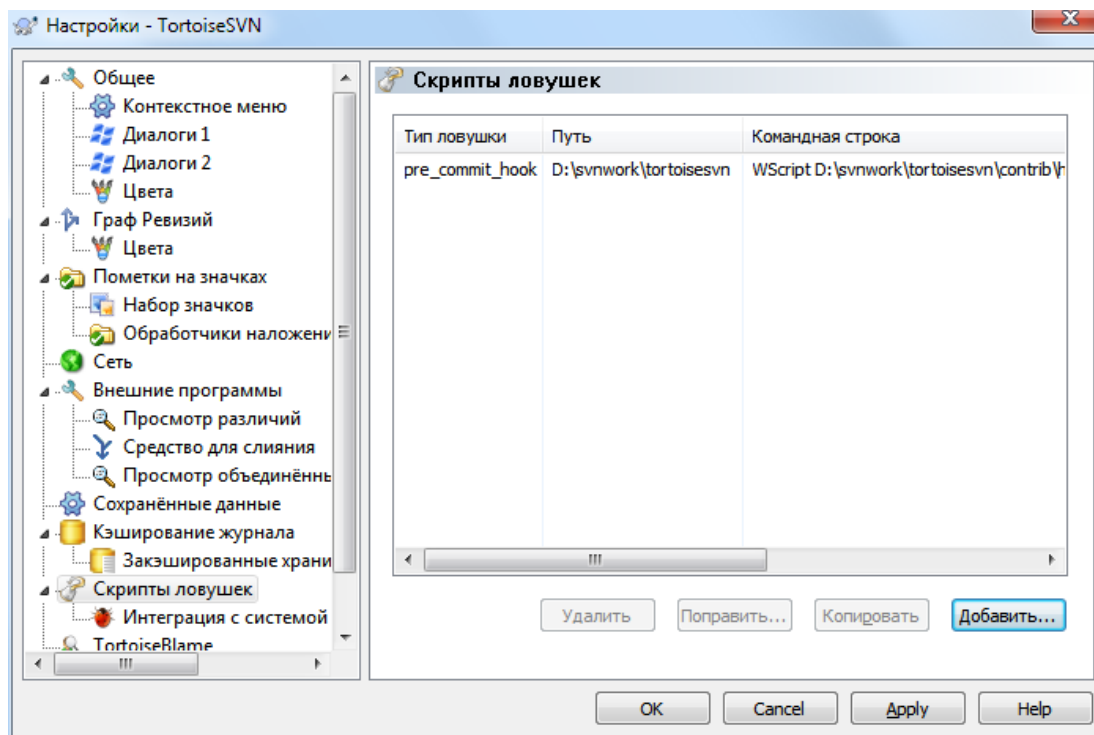 Настройки - TortoiseSVN
Общее
Контекстное меню
Диалоги 1
Диалоги 2
Цвета
Граф Ревизий
Цвета
Пометки на значках
Набор значков
Обработчики наложени
Сеть
Внешние программы
Просмотр различий
Средство для слияния
Просмотр объединённь
Сохранённые данные
Кэширование журнала
Закэшированные храни
Скрипты ловушек
Интеграция с системой
TortoiseBlame
Скрипты ловушек
Тип ловушки Путь Командная строка
pre_commit_hook D:\svnwork\tortoisesvn WScript D:\svnwork\tortoisesvn\contrib\h
Удалить Поправить... Копировать Добавить...
OK Cancel Apply Help